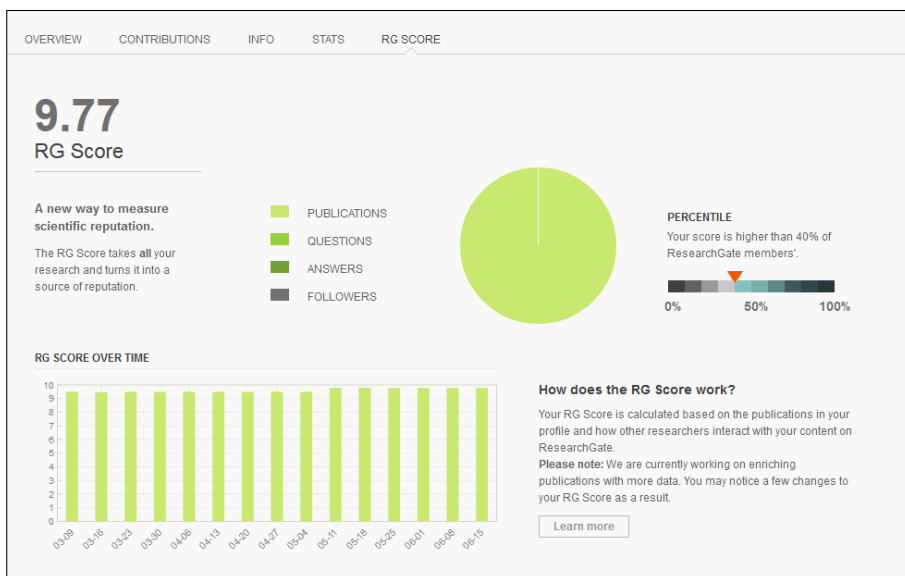 OVERVIEW CONTRIBUTIONS INFO STATS RG SCORE
9.77
RG Score
A new way to measure
scientific reputation.
The RG Score takes all your
research and turns it into a
source of reputation.
PUBLICATIONS
QUESTIONS
ANSWERS
FOLLOWERS
PERCENTILE
Your score is higher than 40% of
ResearchGate members'.
0% 50% 100%
RG SCORE OVER TIME
10
9
8
7
6
5
4
3
2
1
0
03-09 03-16 03-23 03-30 04-06 04-13 04-20 04-27 05-04 05-11 05-18 05-25 06-01 06-08 06-15
How does the RG Score work?
Your RG Score is calculated based on the publications in your
profile and how other researchers interact with your content on
ResearchGate.
Please note: We are currently working on enriching
publications with more data. You may notice a few changes to
your RG Score as a result.
Learn more